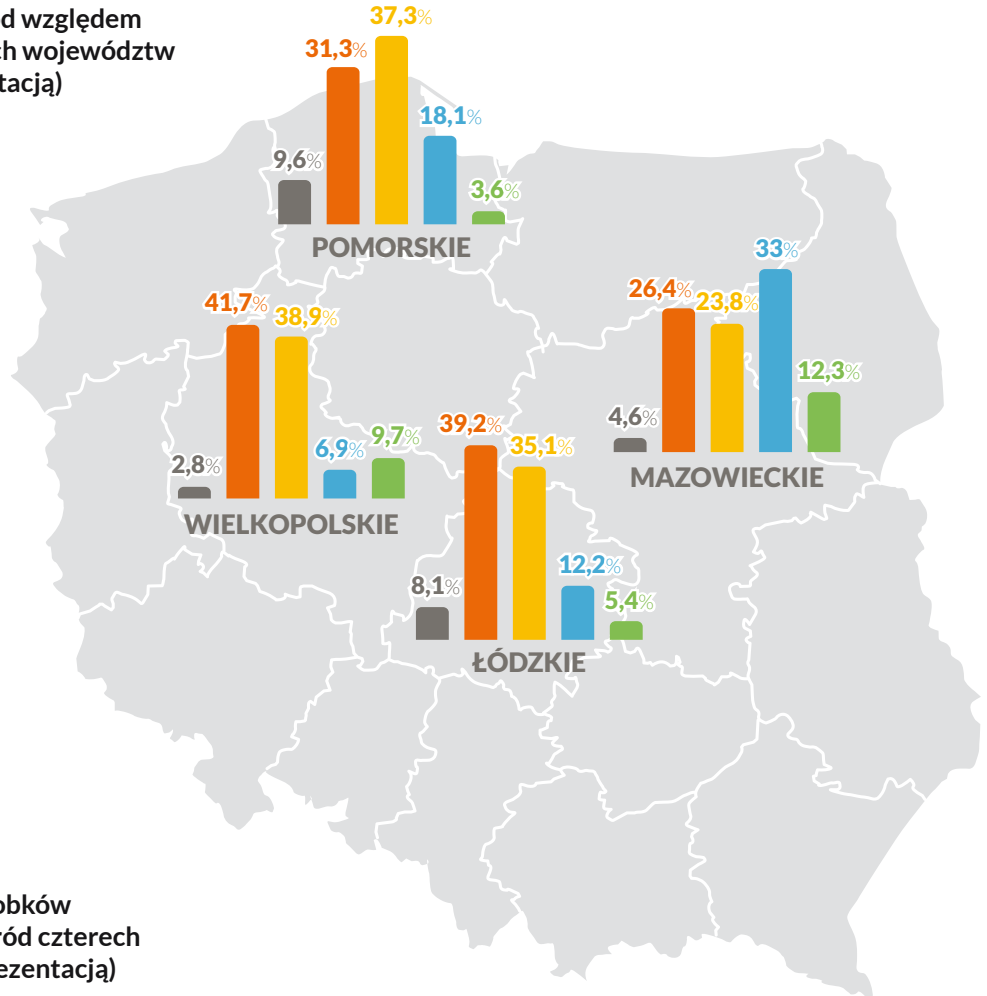 d względem
ch województw
tacją)
37,3%
31,3%
18,1%
9,6%
3,6%
POMORSKIE
33%
26,4%
23,8%
12,3%
4,6%
MAZOWIECKIE
41,7%
38,9%
9,7%
6,9%
2,8%
WIELKOPOLSKIE
39,2%
35,1%
12,2%
8,1%
5,4%
ŁÓDZKIE
obków
ród czterech
ezentacją)